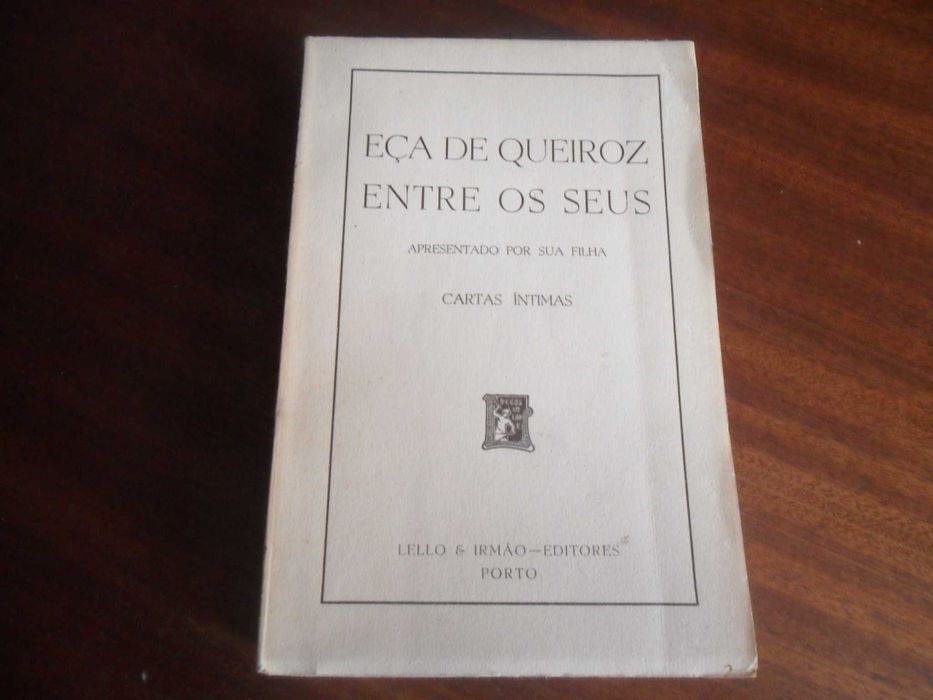 EÇA DE QUEIROZ
ENTRE OS SEUS
APRESENTADO POR SUA FILHA
CARTAS ÍNTIMAS
LELLO & IRMÃO—EDITORES
PORTO